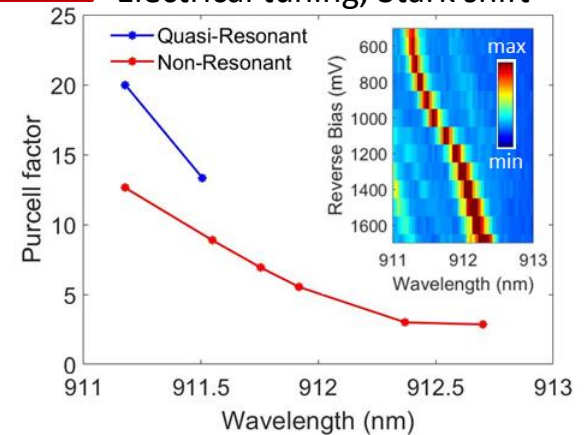 Electrical tuning, Stark shift
25
20
15
10
5
0
Purcell factor
Quasi-Resonant
Non-Resonant
600
800
1000
1200
1400
1600
Reverse Bias (mV)
max
min
911 912 913
Wavelength (nm)
911 911.5 912 912.5 913
Wavelength (nm)